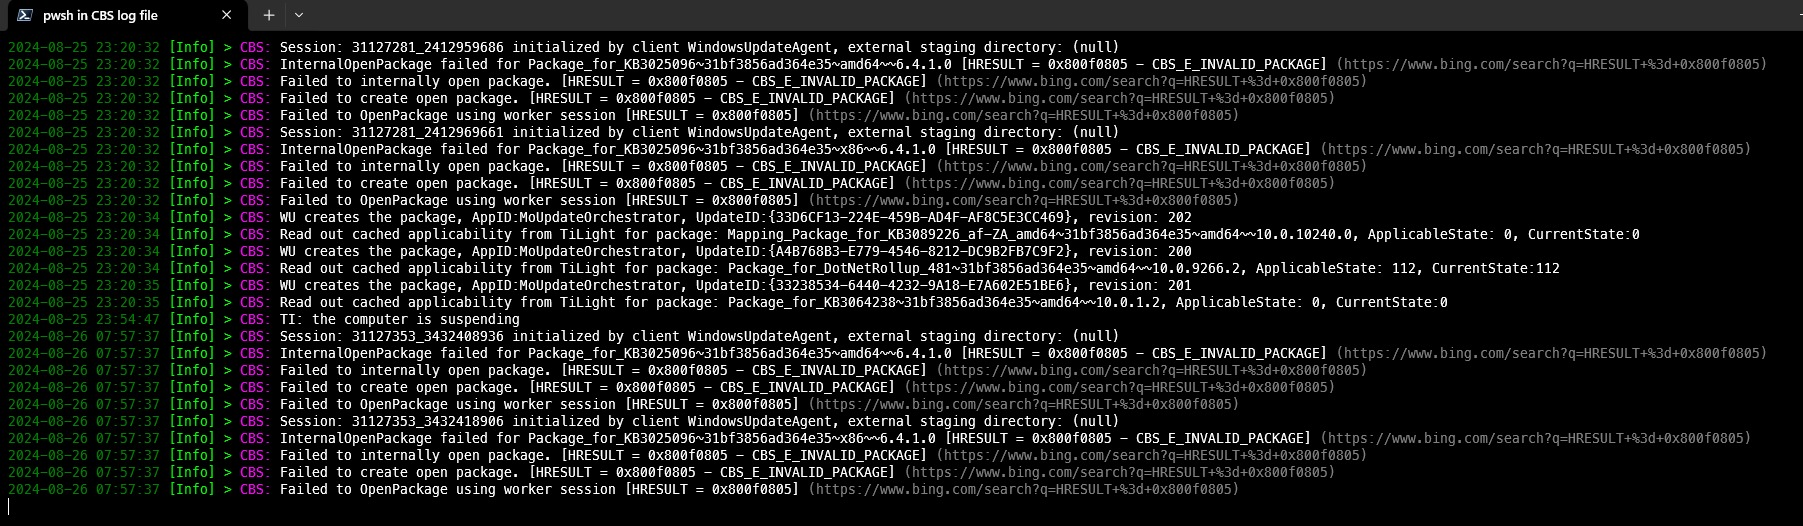 pwsh in CBS log file
2024-08-25 23:20:32 [Info] > CBS: Session: 31127281_2412959686 initialized by client WindowsUpdateAgent, external staging directory: (null)
2024-08-25 23:20:32 [Info] > CBS: InternalOpenPackage failed for Package_for_KB3025096~31bf3856ad364e35~amd64~~6.4.1.0 [HRESULT = 0x800f0805 - CBS_E_INVALID_PACKAGE] (https://www.bing.com/search?q=HRESULT+%3d+0x800f0805)
2024-08-25 23:20:32 [Info] > CBS: Failed to internally open package. [HRESULT = 0x800f0805 - CBS_E_INVALID_PACKAGE] (https://www.bing.com/search?q=HRESULT+%3d+0x800f0805)
2024-08-25 23:20:32 [Info] > CBS: Failed to create open package. [HRESULT = 0x800f0805 - CBS_E_INVALID_PACKAGE] (https://www.bing.com/search?q=HRESULT+%3d+0x800f0805)
2024-08-25 23:20:32 [Info] > CBS: Failed to OpenPackage using worker session [HRESULT = 0x800f0805] (https://www.bing.com/search?q=HRESULT+%3d+0x800f0805)
2024-08-25 23:20:32 [Info] > CBS: Session: 31127281_2412969661 initialized by client WindowsUpdateAgent, external staging directory: (null)
2024-08-25 23:20:32 [Info] > CBS: InternalOpenPackage failed for Package_for_KB3025096~31bf3856ad364e35~x86~~6.4.1.0 [HRESULT = 0x800f0805 - CBS_E_INVALID_PACKAGE] (https://www.bing.com/search?q=HRESULT+%3d+0x800f0805)
2024-08-25 23:20:32 [Info] > CBS: Failed to internally open package. [HRESULT = 0x800f0805 - CBS_E_INVALID_PACKAGE] (https://www.bing.com/search?q=HRESULT+%3d+0x800f0805)
2024-08-25 23:20:32 [Info] > CBS: Failed to create open package. [HRESULT = 0x800f0805 - CBS_E_INVALID_PACKAGE] (https://www.bing.com/search?q=HRESULT+%3d+0x800f0805)
2024-08-25 23:20:32 [Info] > CBS: Failed to OpenPackage using worker session [HRESULT = 0x800f0805] (https://www.bing.com/search?q=HRESULT+%3d+0x800f0805)
2024-08-25 23:20:34 [Info] > CBS: WU creates the package, AppID:MoUpdateOrchestrator, UpdateID:{33D6CF13-224E-459B-AD4F-AF8C5E3CC469}, revision: 202
2024-08-25 23:20:34 [Info] > CBS: Read out cached applicability from TiLight for package: Mapping_Package_for_KB3089226_af-ZA_amd64~31bf3856ad364e35~amd64~~10.0.10240.0, ApplicableState: 0, CurrentState:0
2024-08-25 23:20:34 [Info] > CBS: WU creates the package, AppID:MoUpdateOrchestrator, UpdateID:{A4B768B3-E779-4546-8212-DC9B2FB7C9F2}, revision: 200
2024-08-25 23:20:34 [Info] > CBS: Read out cached applicability from TiLight for package: Package_for_DotNetRollup_481~31bf3856ad364e35~amd64~~10.0.9266.2, ApplicableState: 112, CurrentState:112
2024-08-25 23:20:35 [Info] > CBS: WU creates the package, AppID:MoUpdateOrchestrator, UpdateID:{33238534-6440-4232-9A18-E7A602E51BE6}, revision: 201
2024-08-25 23:20:35 [Info] > CBS: Read out cached applicability from TiLight for package: Package_for_KB3064238~31bf3856ad364e35~amd64~~10.0.1.2, ApplicableState: 0, CurrentState:0
2024-08-25 23:54:47 [Info] > CBS: TI: the computer is suspending
2024-08-26 07:57:37 [Info] > CBS: Session: 31127353_3432408936 initialized by client WindowsUpdateAgent, external staging directory: (null)
2024-08-26 07:57:37 [Info] > CBS: InternalOpenPackage failed for Package_for_KB3025096~31bf3856ad364e35~amd64~~6.4.1.0 [HRESULT = 0x800f0805 - CBS_E_INVALID_PACKAGE] (https://www.bing.com/search?q=HRESULT+%3d+0x800f0805)
2024-08-26 07:57:37 [Info] > CBS: Failed to internally open package. [HRESULT = 0x800f0805 - CBS_E_INVALID_PACKAGE] (https://www.bing.com/search?q=HRESULT+%3d+0x800f0805)
2024-08-26 07:57:37 [Info] > CBS: Failed to create open package. [HRESULT = 0x800f0805 - CBS_E_INVALID_PACKAGE] (https://www.bing.com/search?q=HRESULT+%3d+0x800f0805)
2024-08-26 07:57:37 [Info] > CBS: Failed to OpenPackage using worker session [HRESULT = 0x800f0805] (https://www.bing.com/search?q=HRESULT+%3d+0x800f0805)
2024-08-26 07:57:37 [Info] > CBS: Session: 31127353_3432418906 initialized by client WindowsUpdateAgent, external staging directory: (null)
2024-08-26 07:57:37 [Info] > CBS: InternalOpenPackage failed for Package_for_KB3025096~31bf3856ad364e35~x86~~6.4.1.0 [HRESULT = 0x800f0805 - CBS_E_INVALID_PACKAGE] (https://www.bing.com/search?q=HRESULT+%3d+0x800f0805)
2024-08-26 07:57:37 [Info] > CBS: Failed to internally open package. [HRESULT = 0x800f0805 - CBS_E_INVALID_PACKAGE] (https://www.bing.com/search?q=HRESULT+%3d+0x800f0805)
2024-08-26 07:57:37 [Info] > CBS: Failed to create open package. [HRESULT = 0x800f0805 - CBS_E_INVALID_PACKAGE] (https://www.bing.com/search?q=HRESULT+%3d+0x800f0805)
2024-08-26 07:57:37 [Info] > CBS: Failed to OpenPackage using worker session [HRESULT = 0x800f0805] (https://www.bing.com/search?q=HRESULT+%3d+0x800f0805)